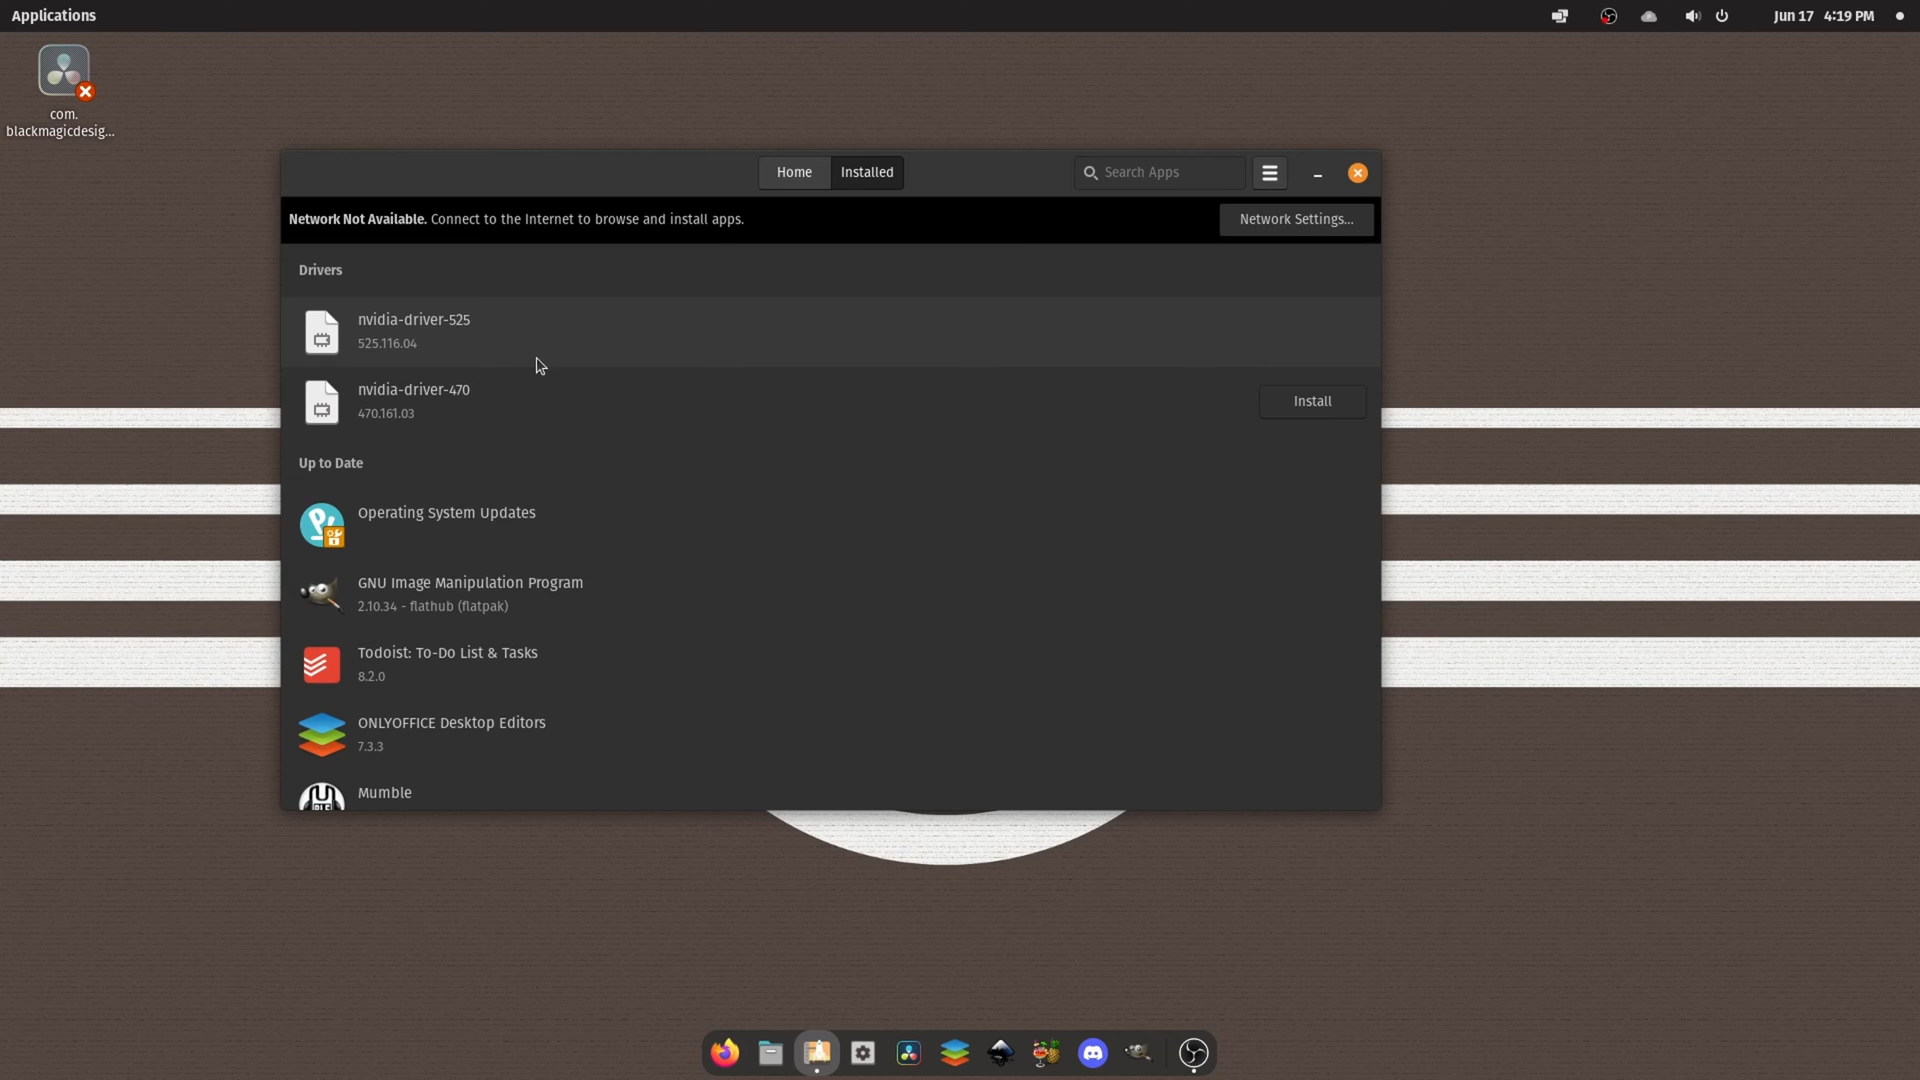 Applications
Jun 17 4:19 PM
com.
blackmagicdesig...
Home
Installed
Search Apps
Network Not Available. Connect to the Internet to browse and install apps.
Network Settings...
Drivers
nvidia-driver-525
525.116.04
nvidia-driver-470
470.161.03
Install
Up to Date
Operating System Updates
GNU Image Manipulation Program
2.10.34 - flathub (flatpak)
Todoist: To-Do List & Tasks
8.2.0
ONLYOFFICE Desktop Editors
7.3.3
Mumble